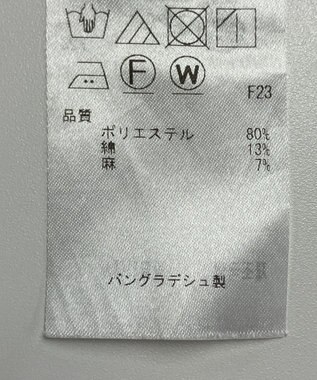 F W
F23
品質
ポリエステル 80%
綿 13%
麻 7%
バングラデシュ製